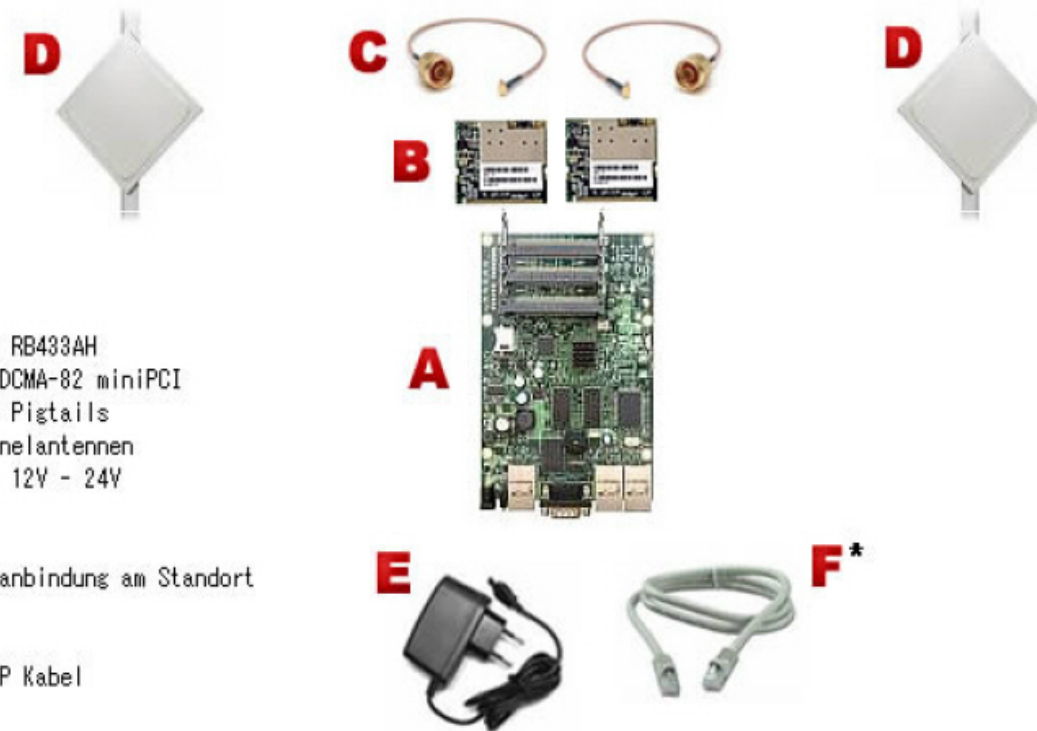 D
C
D
B
RB433AH
DCMA-82 miniPCI
Pigtails
nelantennen
12V - 24V
A
anbindung am Standort
E
F*
P Kabel